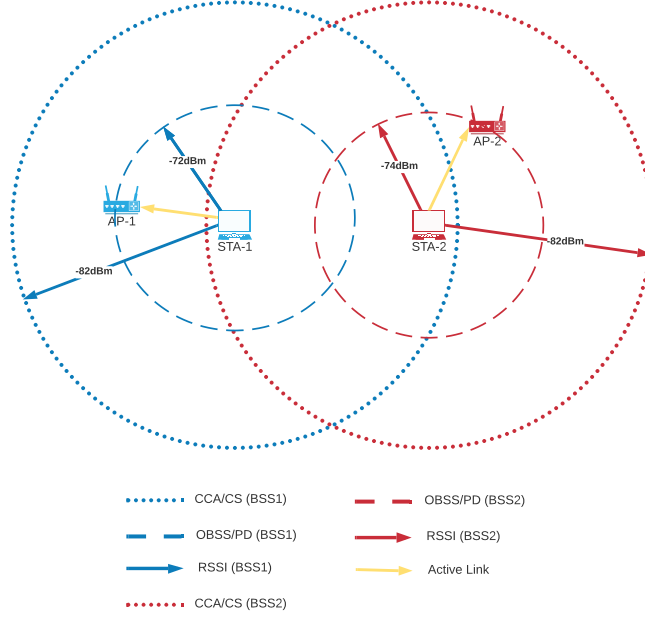 AP-2
-72dBm
-74dBm
AP-1
STA-1
STA-2
-82dBm
-82dBm
CCA/CS (BSS1)
OBSS/PD (BSS2)
OBSS/PD (BSS1)
RSSI (BSS2)
RSSI (BSS1)
Active Link
CCA/CS (BSS2)